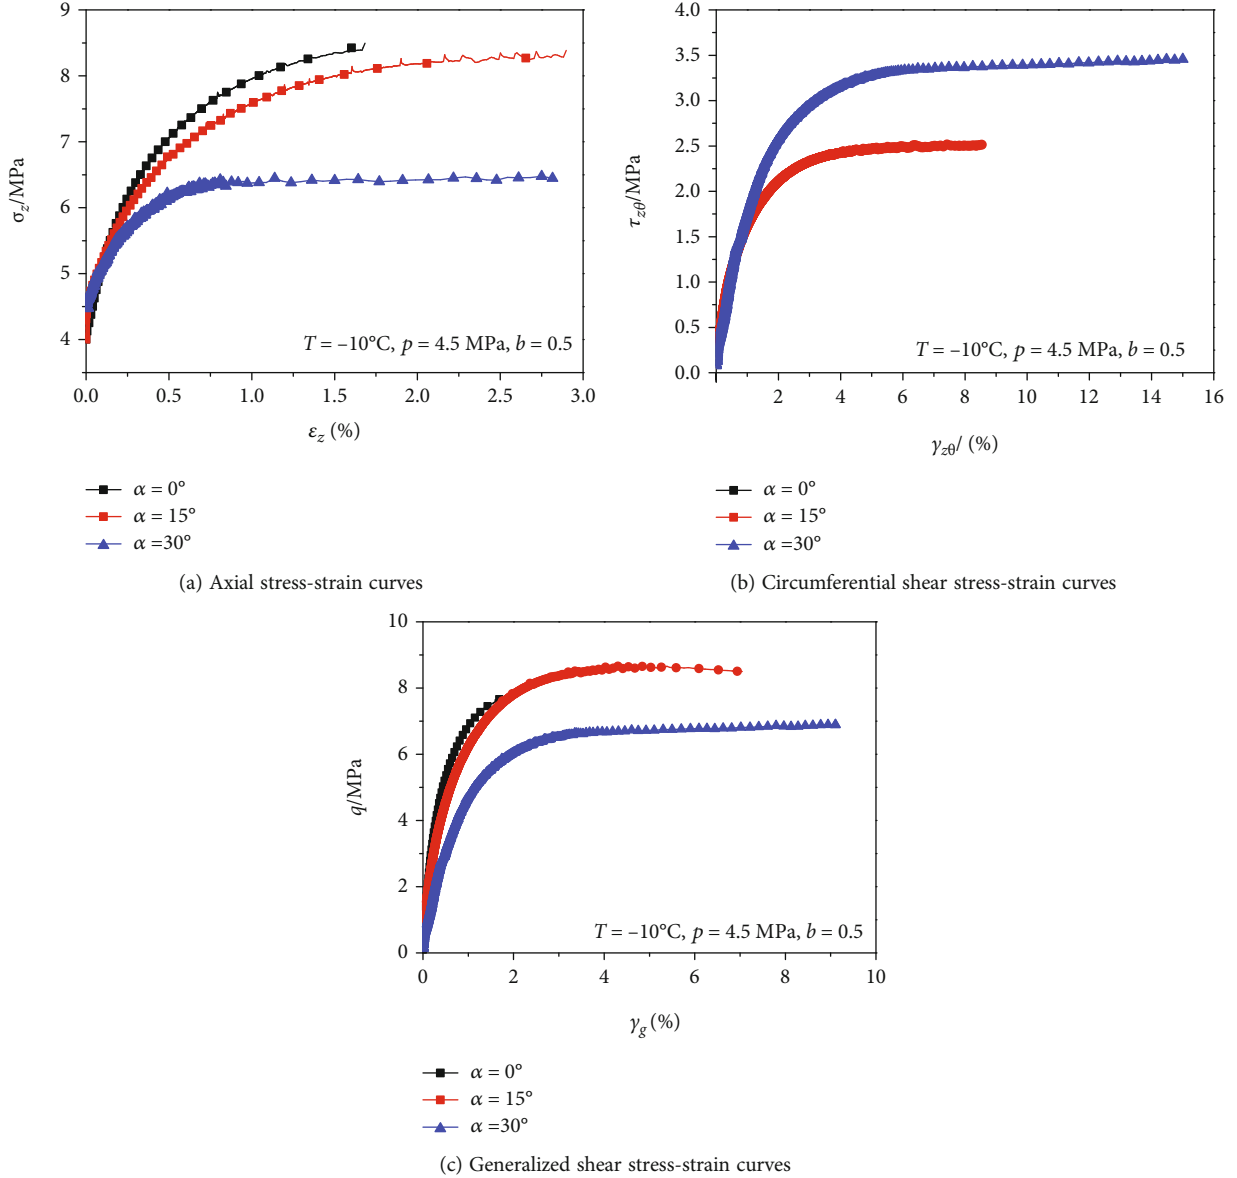 9
8
7
6
5
4
σz/MPa
0.0 0.5 1.0 1.5 2.0 2.5 3.0
εz (%)
T = –10°C, p = 4.5 MPa, b = 0.5
α = 0°
α = 15°
α =30°
(a) Axial stress-strain curves
4.0
3.5
3.0
2.5
2.0
1.5
1.0
0.5
0.0
τzθ/MPa
2 4 6 8 10 12 14 16
γzθ/ (%)
T = –10°C, p = 4.5 MPa, b = 0.5
α = 0°
α = 15°
α =30°
(b) Circumferential shear stress-strain curves
10
8
6
4
2
0
q/MPa
0 2 4 6 8 10
γg (%)
T = –10°C, p = 4.5 MPa, b = 0.5
α = 0°
α = 15°
α =30°
(c) Generalized shear stress-strain curves